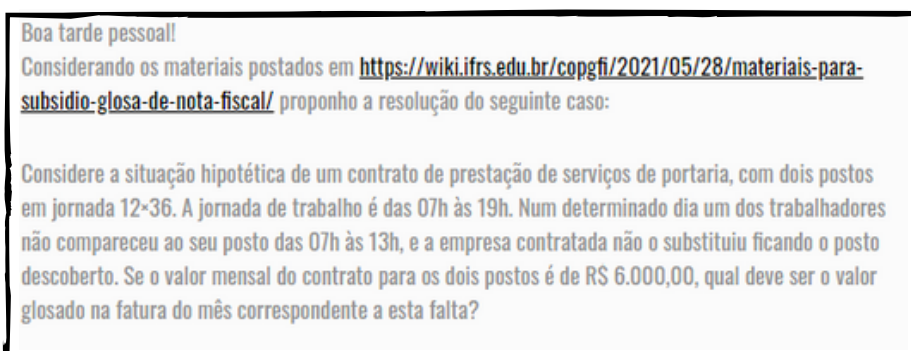 Boa tarde pessoal!
Considerando os materiais postados em https://wiki.ifrs.edu.br/copgfi/2021/05/28/materiais-para-
subsidio-glosa-de-nota-fiscal/ proponho a resolução do seguinte caso:
Considere a situação hipotética de um contrato de prestação de serviços de portaria, com dois postos
em jornada 12×36. A jornada de trabalho é das 07h às 19h. Num determinado dia um dos trabalhadores
não compareceu ao seu posto das 07h às 13h, e a empresa contratada não o substituiu ficando o posto
descoberto. Se o valor mensal do contrato para os dois postos é de R$ 6.000,00, qual deve ser o valor
glosado na fatura do mês correspondente a esta falta?